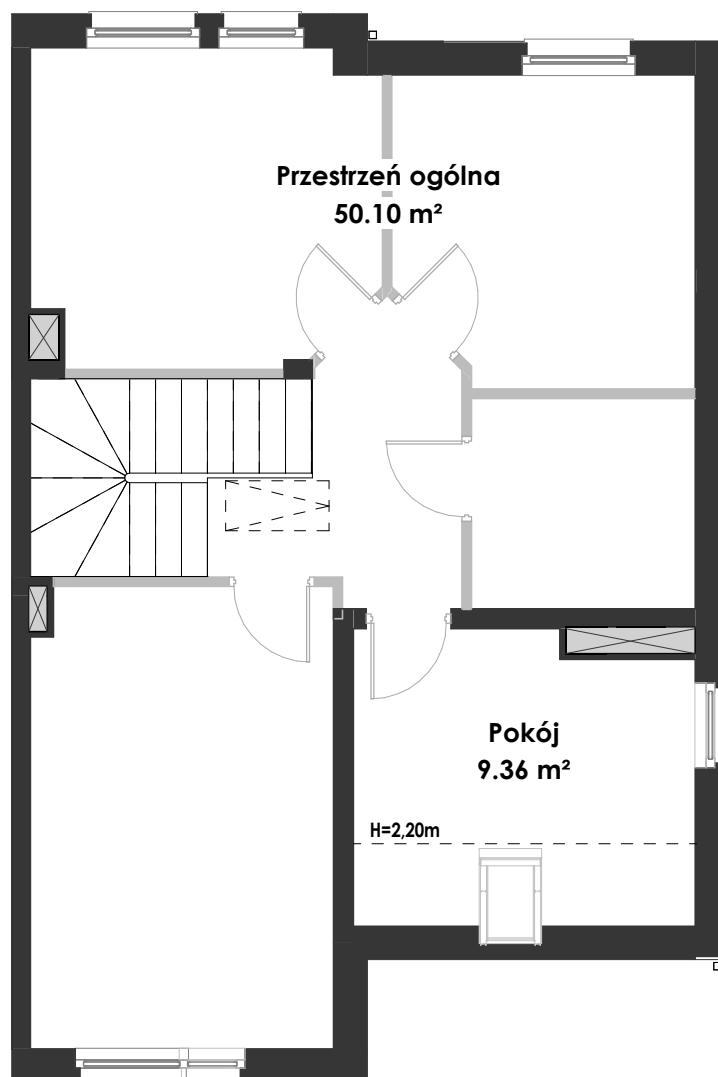 Przestrzeń ogólna
50.10 m²
Pokój
9.36 m²
H=2,20m